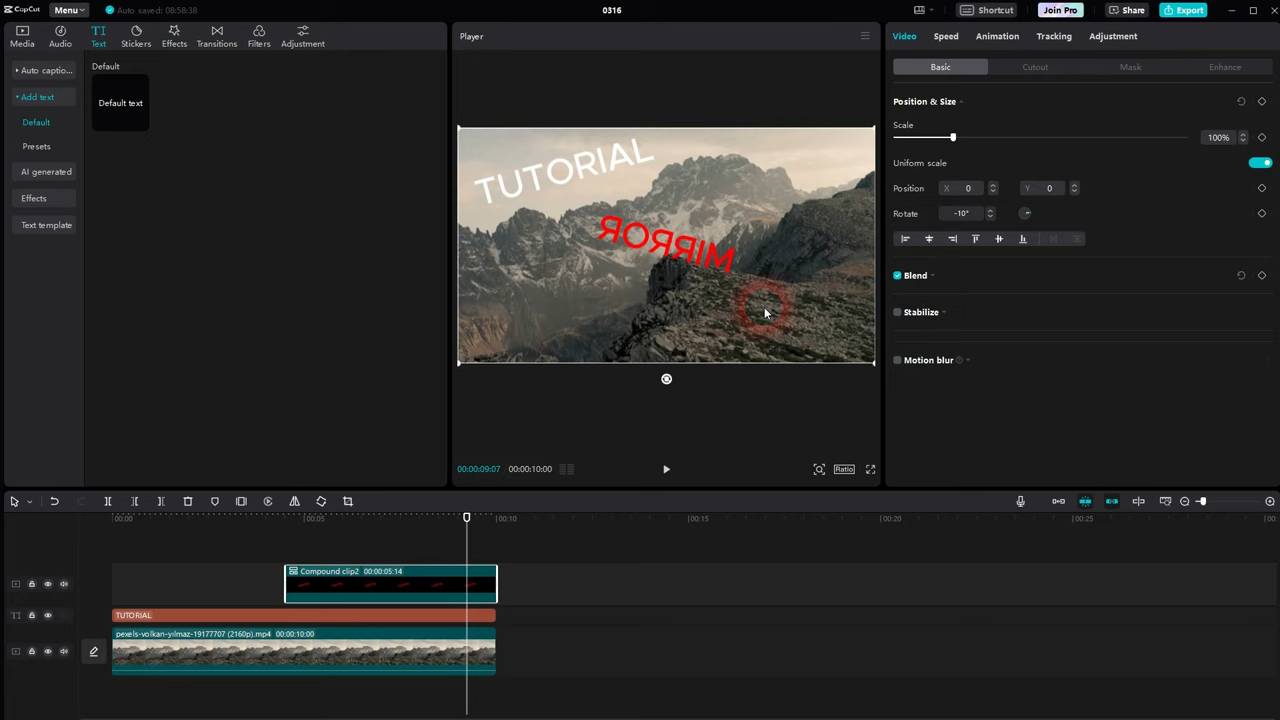 CapCut
Menu
Auto saved: 08:58:38
0316
Shortcut
Join Pro
Share
Export
Media
Audio
Text
Stickers
Effects
Transitions
Filters
Adjustment
Auto captio...
Add text
Default
Presets
AI generated
Effects
Text template
Default
Default text
Player
TUTORIAL
MIRROR
00:00:09:07
00:00:10:00
Ratio
Video
Speed
Animation
Tracking
Adjustment
Basic
Cutout
Mask
Enhance
Position & Size
Scale
100%
Uniform scale
Position
X 0
Y 0
Rotate
-10°
Blend
Stabilize
Motion blur
00:00
00:05
00:10
00:15
00:20
00:25
00:
Compound clip2 00:00:05:14
TUTORIAL
pexels-volkan-yılmaz-19177707 (2160p).mp4 00:00:10:00